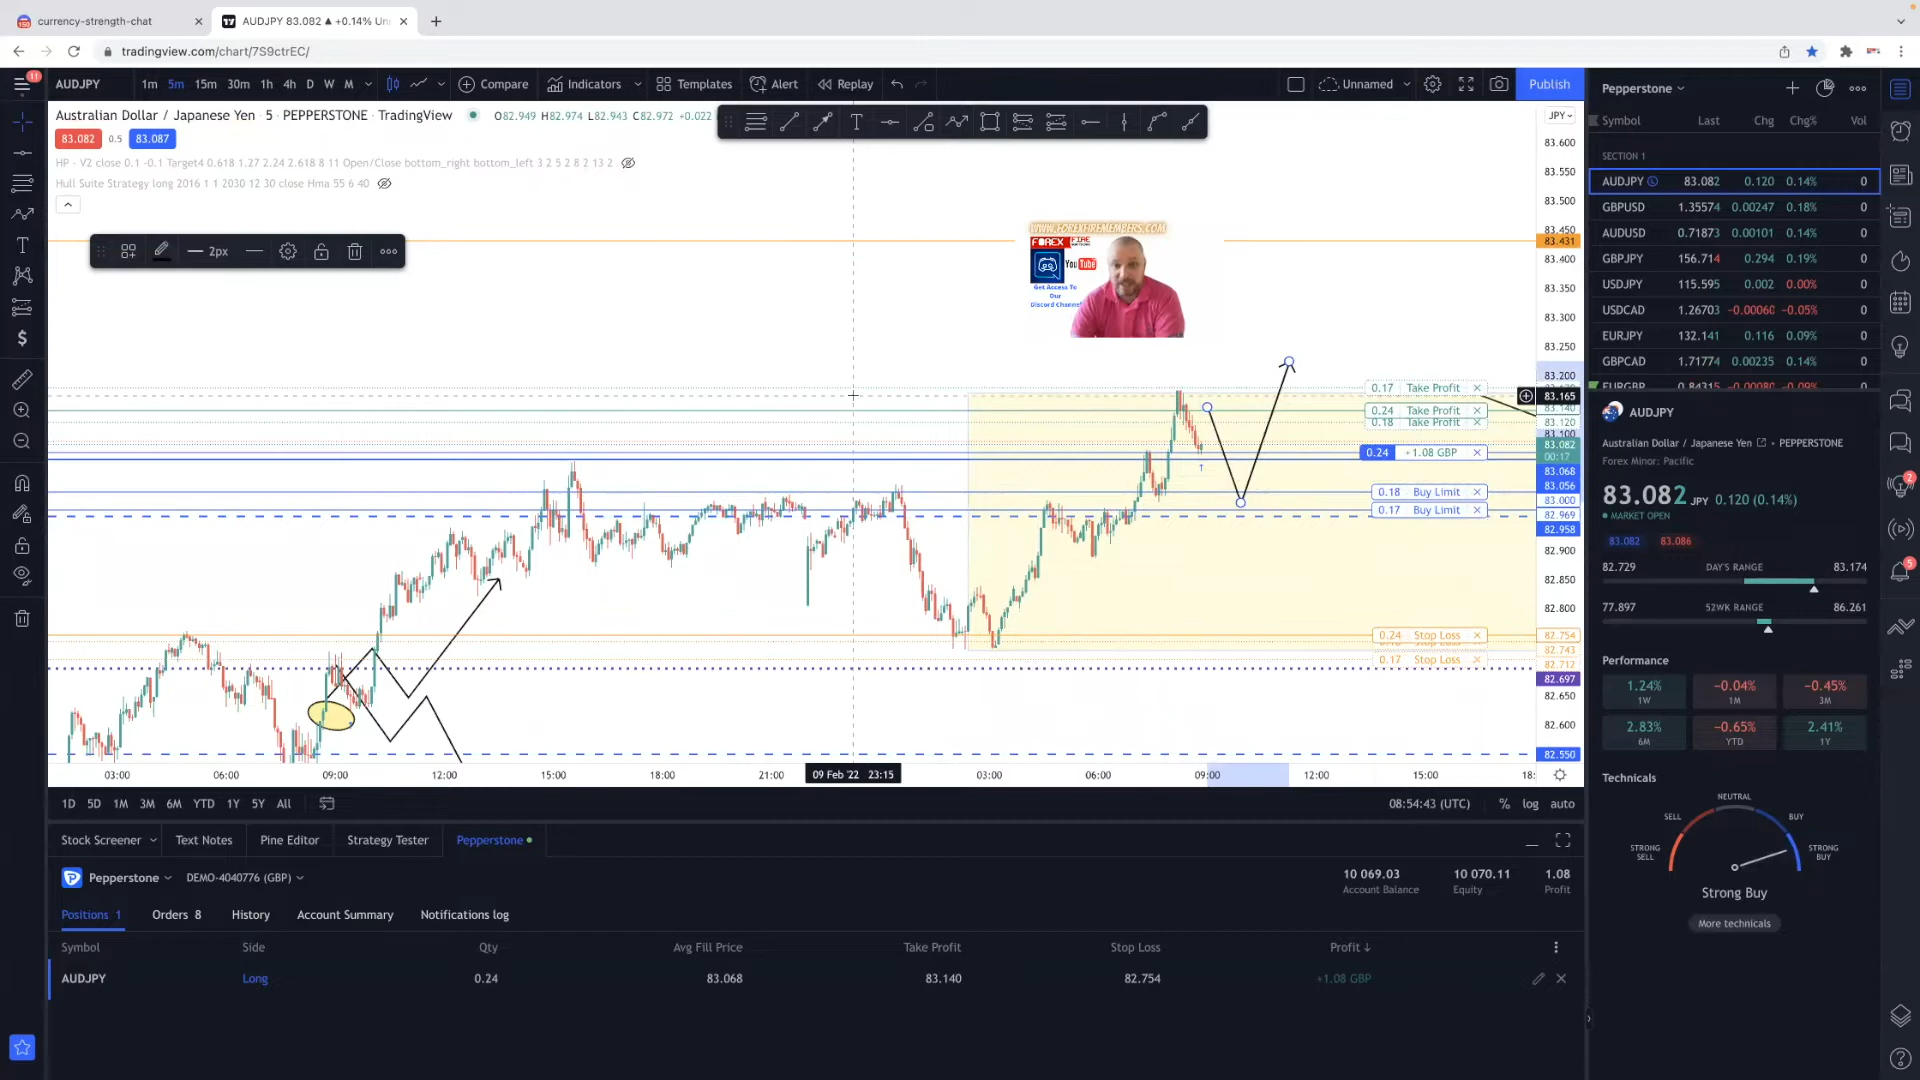 currency-strength-chat
AUDJPY 83.082 ▲ +0.14% Un
tradingview.com/chart/7S9ctrEC/
11
AUDJPY 1m 5m 15m 30m 1h 4h D W M Compare Indicators Templates Alert Replay Unnamed Publish
Australian Dollar / Japanese Yen · 5 · PEPPERSTONE · TradingView O82.949 H82.974 L82.943 C82.972 +0.022
83.082 0.5 83.087
HP - V2 close 0.1 -0.1 Target4 0.618 1.27 2.24 2.618 8 11 Open/Close bottom_right bottom_left 3 2 5 2 8 2 13 2
Hull Suite Strategy long 2016 1 1 2030 12 30 close Hma 55 6 40
2px
WWW.FOREXFIREMEMBERS.COM
FOREX FIRE
You Tube
Get Access To
Our
Discord Channel
JPY
83.600
83.550
83.500
83.450
83.431
83.400
83.350
83.300
83.250
83.200
83.165
83.140
83.120
83.100
83.082
00:17
83.068
83.056
83.000
82.969
82.958
82.900
82.850
82.800
82.754
82.743
82.712
82.697
82.650
82.600
82.550
0.17 Take Profit
0.24 Take Profit
0.18 Take Profit
0.24 +1.08 GBP
0.18 Buy Limit
0.17 Buy Limit
0.24 Stop Loss
0.17 Stop Loss
03:00 06:00 09:00 12:00 15:00 18:00 21:00 09 Feb '22 23:15 03:00 06:00 09:00 12:00 15:00 18:
1D 5D 1M 3M 6M YTD 1Y 5Y All 08:54:43 (UTC) % log auto
Stock Screener Text Notes Pine Editor Strategy Tester Pepperstone
Pepperstone DEMO-4040776 (GBP) 10 069.03 10 070.11 1.08
Account Balance Equity Profit
Positions 1 Orders 8 History Account Summary Notifications log
Symbol Side Qty Avg Fill Price Take Profit Stop Loss Profit ↓
AUDJPY Long 0.24 83.068 83.140 82.754 +1.08 GBP
Pepperstone
Symbol Last Chg Chg% Vol
SECTION 1
AUDJPY 83.082 0.120 0.14% 0
GBPUSD 1.35574 0.00247 0.18% 0
AUDUSD 0.71873 0.00101 0.14% 0
GBPJPY 156.714 0.294 0.19% 0
USDJPY 115.595 0.002 0.00% 0
USDCAD 1.26703 −0.00060 −0.05% 0
EURJPY 132.141 0.116 0.09% 0
GBPCAD 1.71774 0.00235 0.14% 0
EURGBP 0.84315 −0.00080 −0.09% 0
AUDJPY
Australian Dollar / Japanese Yen • PEPPERSTONE
Forex Minor: Pacific
83.082 JPY 0.120 (0.14%)
MARKET OPEN
83.082 83.086
82.729 DAY'S RANGE 83.174
77.897 52WK RANGE 86.261
Performance
1.24% −0.04% −0.45%
1W 1M 3M
2.83% −0.65% 2.41%
6M YTD 1Y
Technicals
NEUTRAL
SELL BUY
STRONG SELL STRONG BUY
Strong Buy
More technicals
2
5